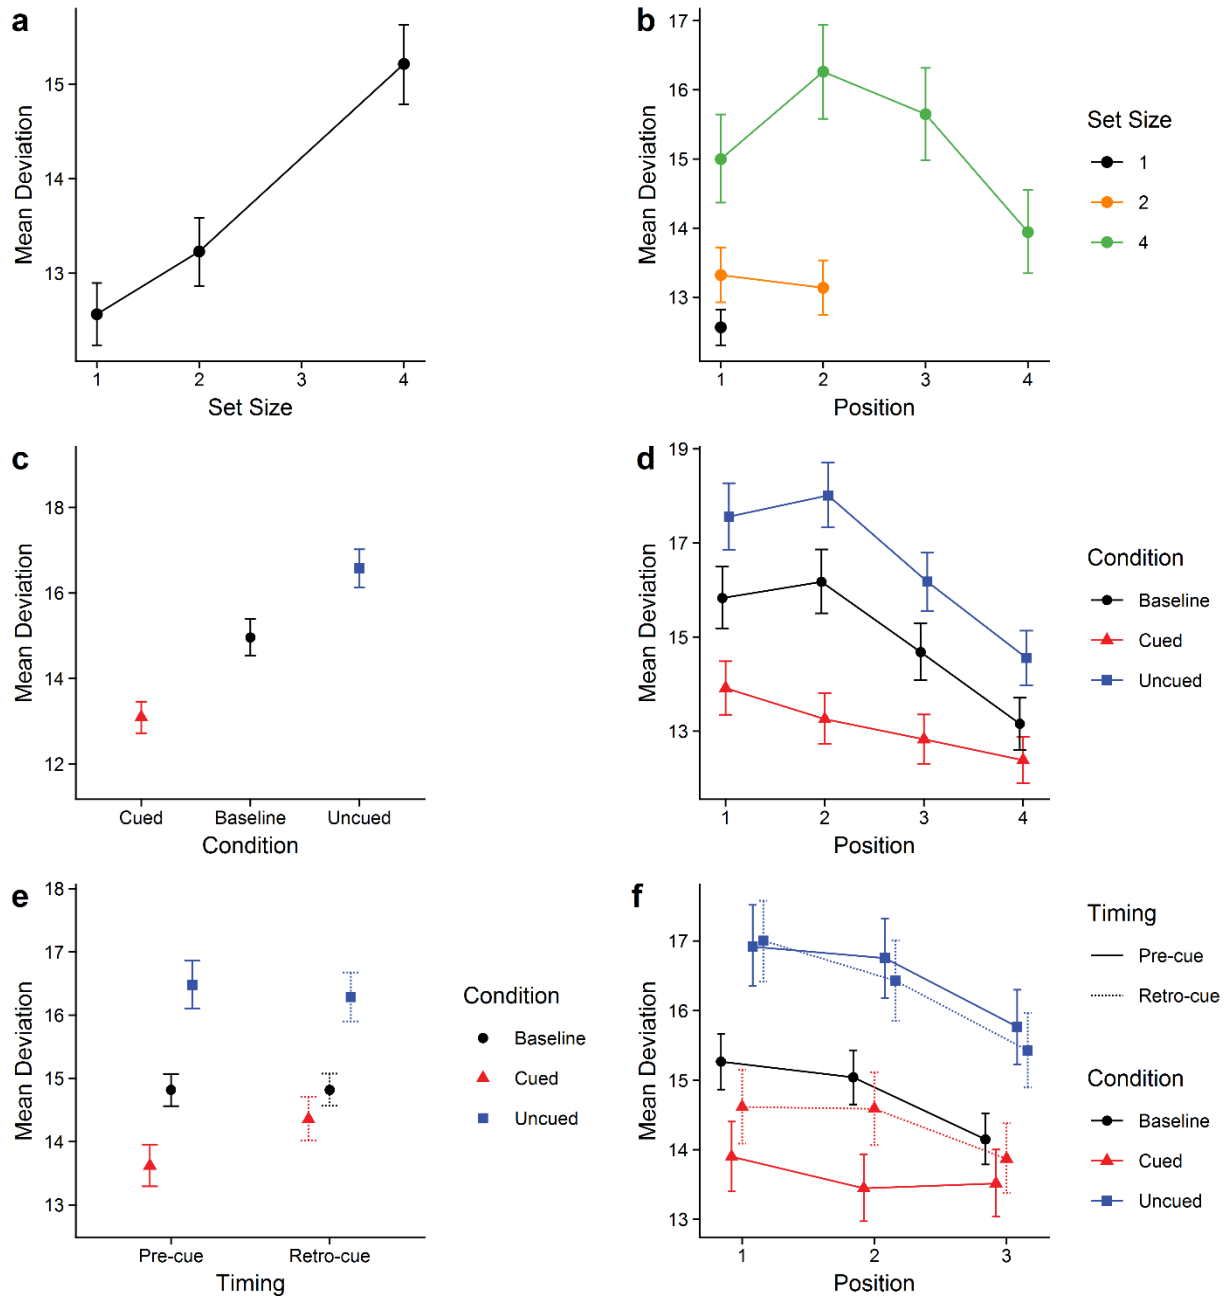 a
15
14
13
Mean Deviation
1 2 3 4
Set Size
b
17
16
15
14
13
Mean Deviation
1 2 3 4
Position
Set Size
1
2
4
c
18
16
14
12
Mean Deviation
Cued Baseline Uncued
Condition
d
19
17
15
13
Mean Deviation
1 2 3 4
Position
Condition
Baseline
Cued
Uncued
e
18
17
16
15
14
13
Mean Deviation
Pre-cue Retro-cue
Timing
Condition
Baseline
Cued
Uncued
f
17
16
15
14
13
Mean Deviation
1 2 3
Position
Timing
Pre-cue
Retro-cue
Condition
Baseline
Cued
Uncued